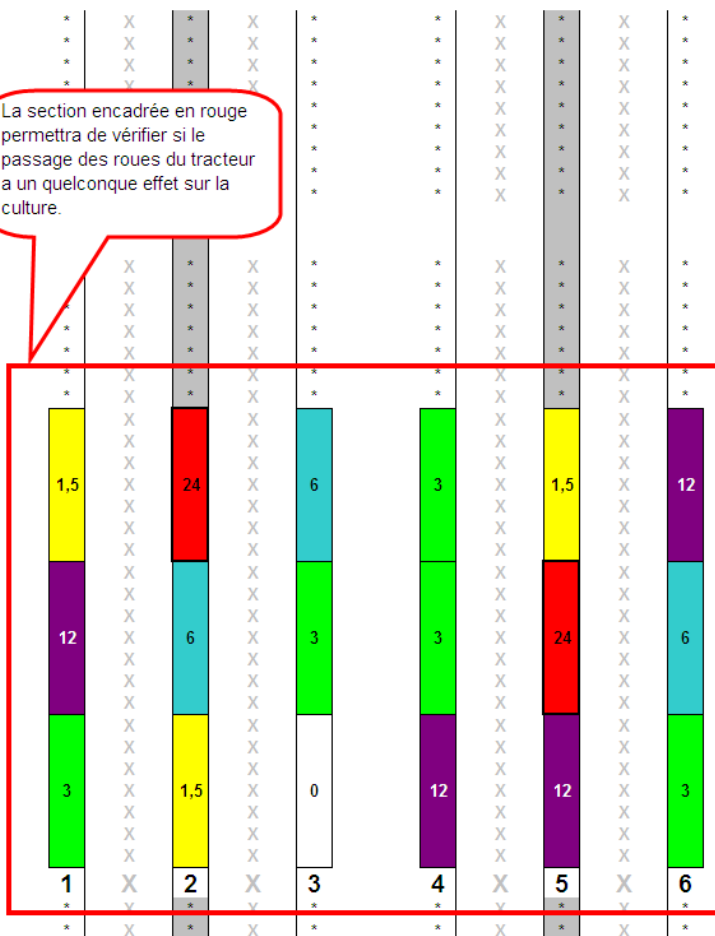 * X * X * * X * X *
* X * X * * X * X *
* X * X * * X * X *
* X * X * * X * X *
La section encadrée en rouge
permettra de vérifier si le
passage des roues du tracteur
a un quelconque effet sur la
culture.
* * X * X *
* * X * X *
* * X * X *
* * X * X *
* * X * X *
X * X * * X * X *
X * X * * X * X *
* X * X * * X * X *
* X * X * * X * X *
* X * X * * X * X *
* X * X * * X * X *
* X * X * * X * X *
X X X X
X X X X
X X X X
1,5 X 24 X 6 3 X 1,5 X 12
X X X X
X X X X
X X X X
X X X X
X X X X
X X X X
12 X 6 X 3 3 X 24 X 6
X X X X
X X X X
X X X X
X X X X
X X X X
X X X X
3 X 1,5 X 0 12 X 12 X 3
X X X X
X X X X
X X X X
1 X 2 X 3 4 X 5 X 6
* X * X * * X * X *
* X * X * * X * X *